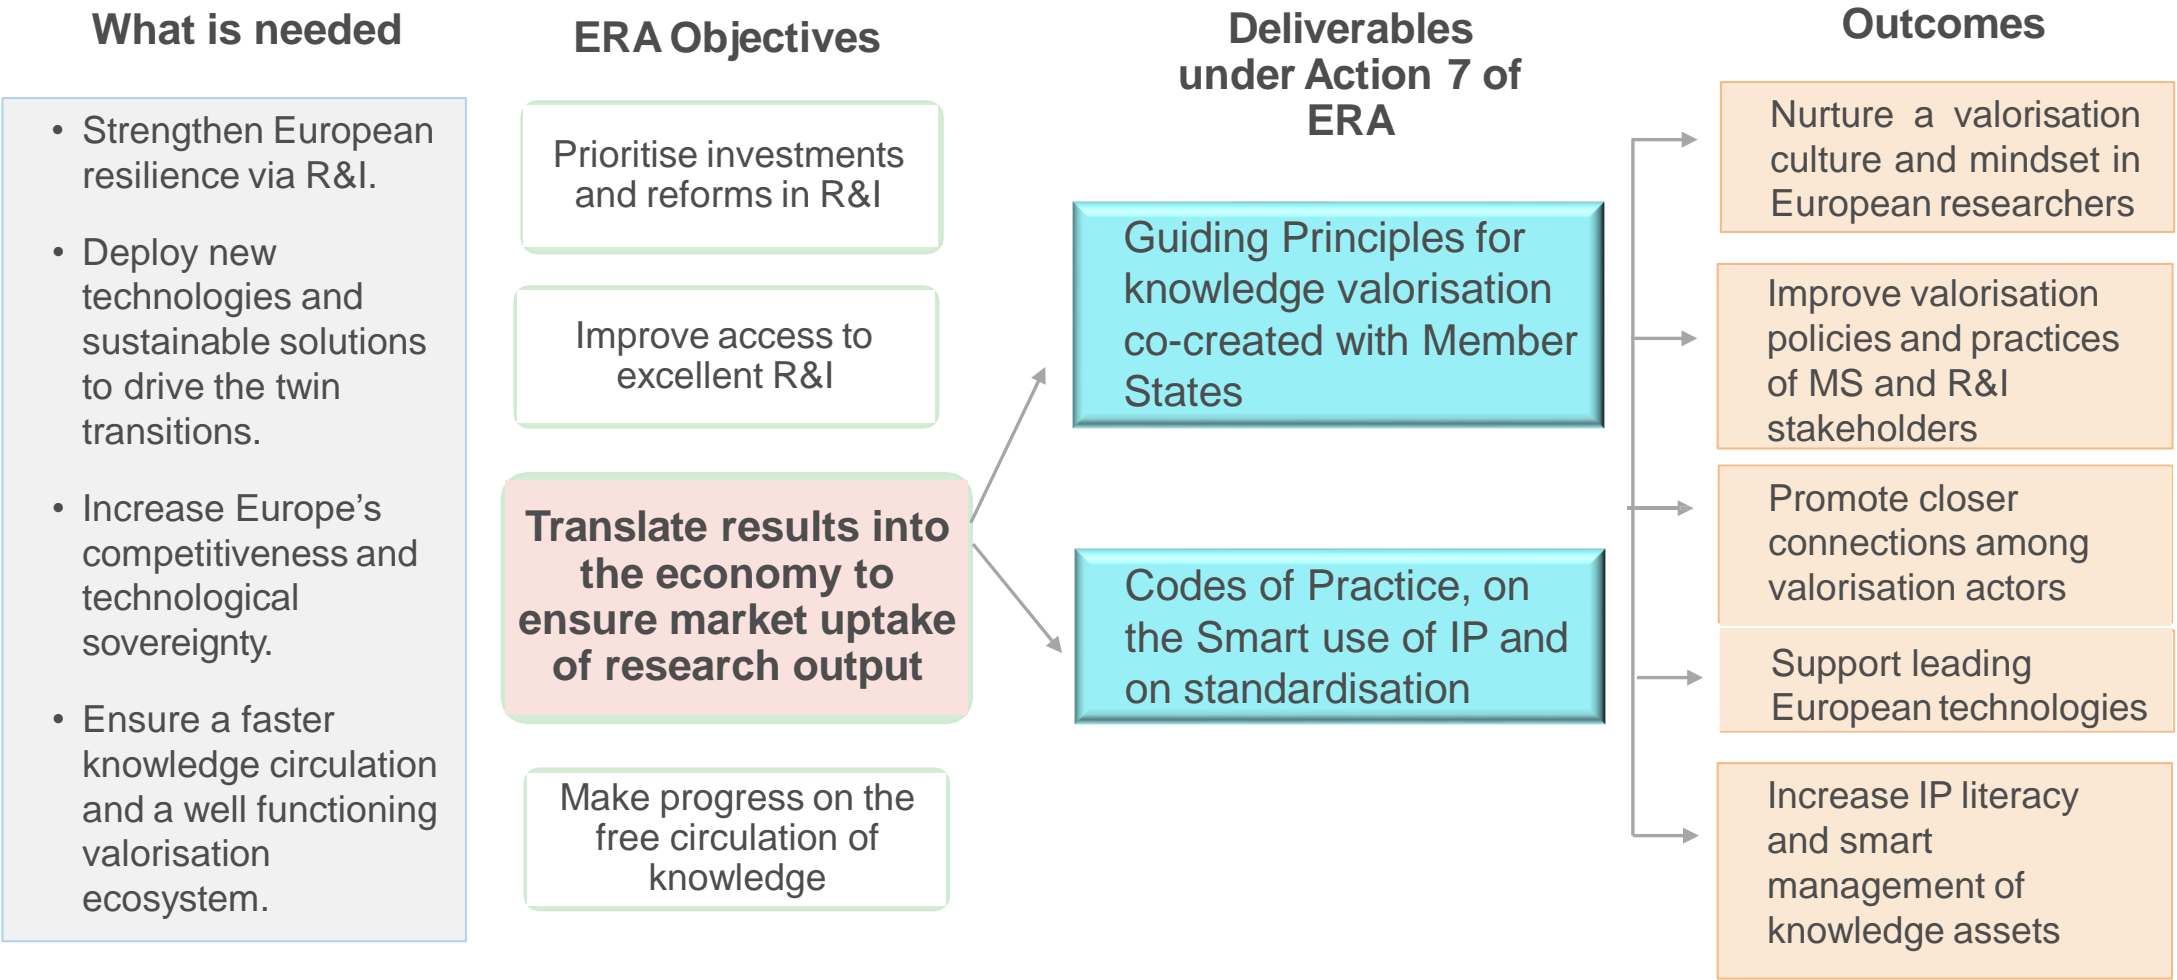 What is needed
• Strengthen European
resilience via R&I.
• Deploy new
technologies and
sustainable solutions
to drive the twin
transitions.
• Increase Europe’s
competitiveness and
technological
sovereignty.
• Ensure a faster
knowledge circulation
and a well functioning
valorisation
ecosystem.
ERA Objectives
Prioritise investments
and reforms in R&I
Improve access to
excellent R&I
Translate results into
the economy to
ensure market uptake
of research output
Make progress on the
free circulation of
knowledge
Deliverables
under Action 7 of
ERA
Guiding Principles for
knowledge valorisation
co-created with Member
States
Codes of Practice, on
the Smart use of IP and
on standardisation
Outcomes
Nurture a valorisation
culture and mindset in
European researchers
Improve valorisation
policies and practices
of MS and R&I
stakeholders
Promote closer
connections among
valorisation actors
Support leading
European technologies
Increase IP literacy
and smart
management of
knowledge assets